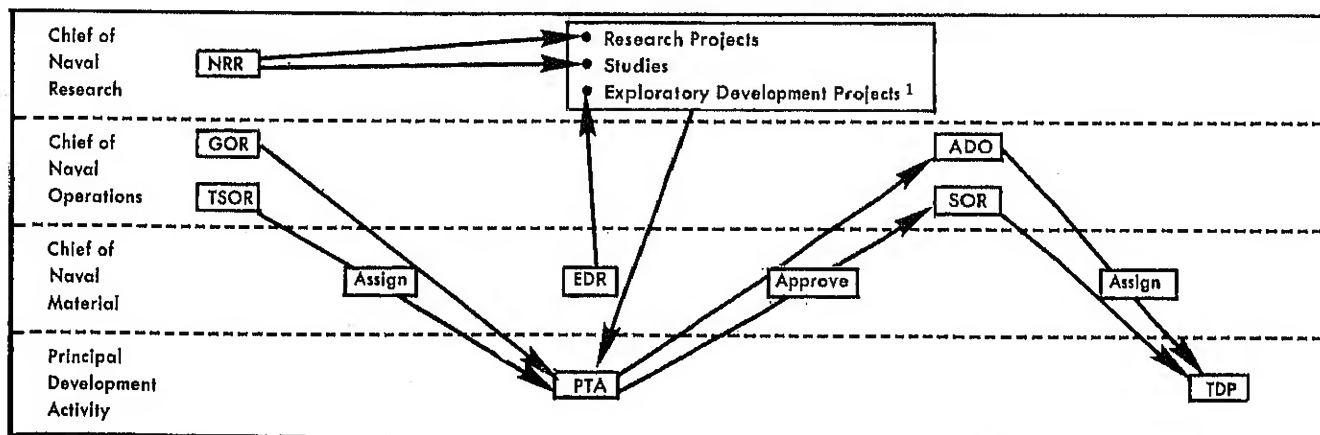 Chief of
Naval
Research
NRR
• Research Projects
• Studies
• Exploratory Development Projects 1
Chief of
Naval
Operations
GOR
TSOR
ADO
SOR
Chief of
Naval
Material
Assign
EDR
Approve
Assign
Principal
Development
Activity
PTA
TDP